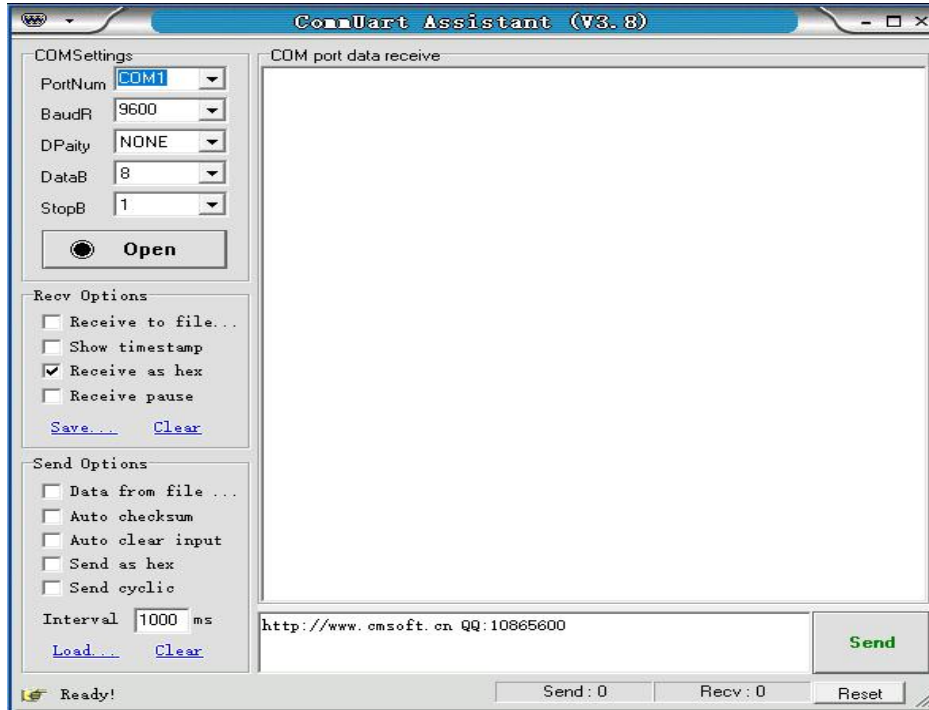 CommUart Assistant (V3.8)
COMSettings
PortNum COM1
BaudR 9600
DPaity NONE
DataB 8
StopB 1
Open
Recv Options
Receive to file...
Show timestamp
Receive as hex
Receive pause
Save... Clear
Send Options
Data from file ...
Auto checksum
Auto clear input
Send as hex
Send cyclic
Interval 1000 ms
Load... Clear
COM port data receive
http://www.cmsoft.cn QQ:10865600
Send
Ready!
Send : 0
Recv : 0
Reset